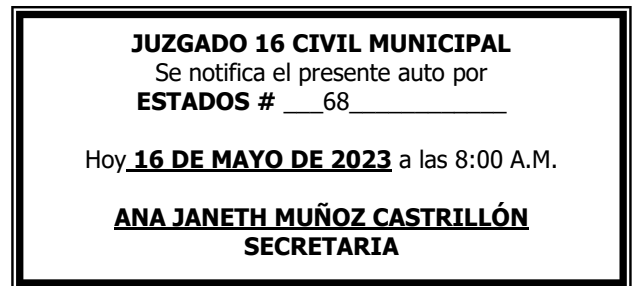 JUZGADO 16 CIVIL MUNICIPAL
Se notifica el presente auto por
ESTADOS # ___68____________
Hoy 16 DE MAYO DE 2023 a las 8:00 A.M.
ANA JANETH MUÑOZ CASTRILLÓN
SECRETARIA